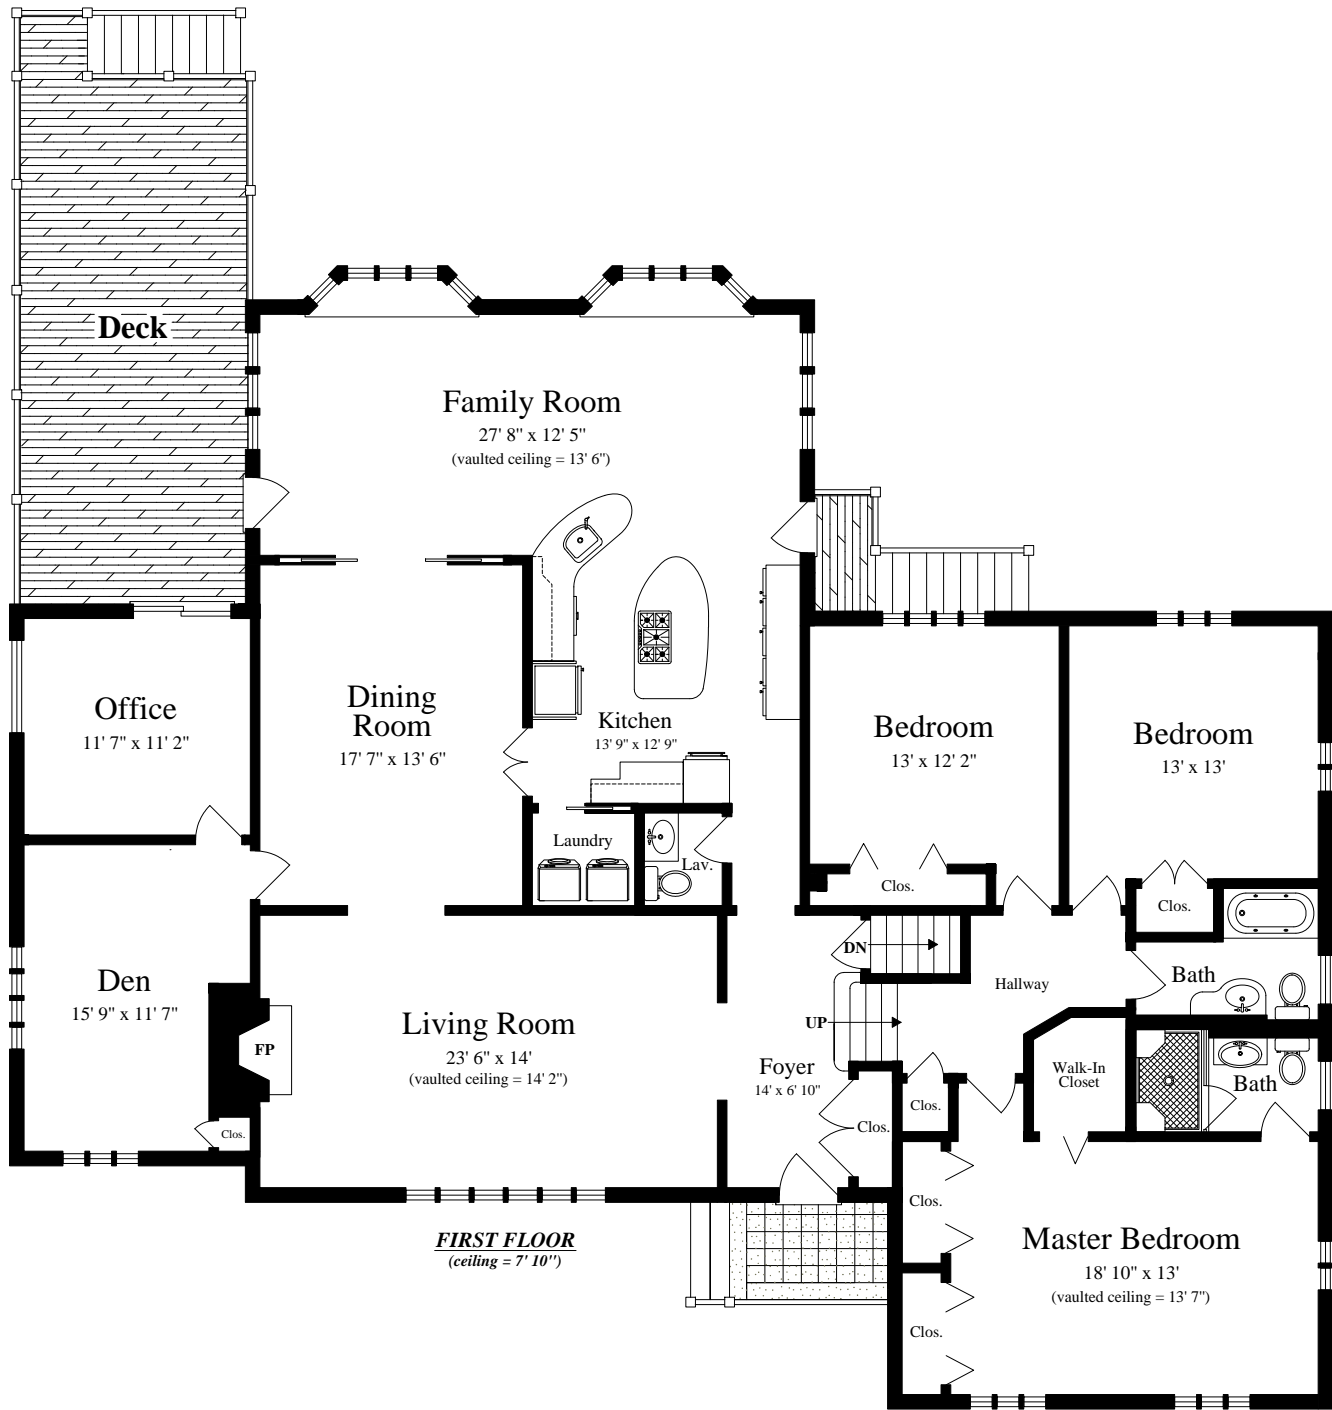 Deck
Family Room
27' 8" x 12' 5"
(vaulted ceiling = 13' 6")
Office
11' 7" x 11' 2"
Dining
Room
17' 7" x 13' 6"
Kitchen
13' 9" x 12' 9"
Bedroom
13' x 12' 2"
Bedroom
13' x 13'
Laundry
Lav.
Clos.
Clos.
DN
Hallway
Bath
Den
15' 9" x 11' 7"
FP
Clos.
Living Room
23' 6" x 14'
(vaulted ceiling = 14' 2")
UP
Foyer
14' x 6' 10"
Clos.
Clos.
Walk-In
Closet
Bath
Clos.
Clos.
Master Bedroom
18' 10" x 13'
(vaulted ceiling = 13' 7")
FIRST FLOOR
(ceiling = 7' 10")